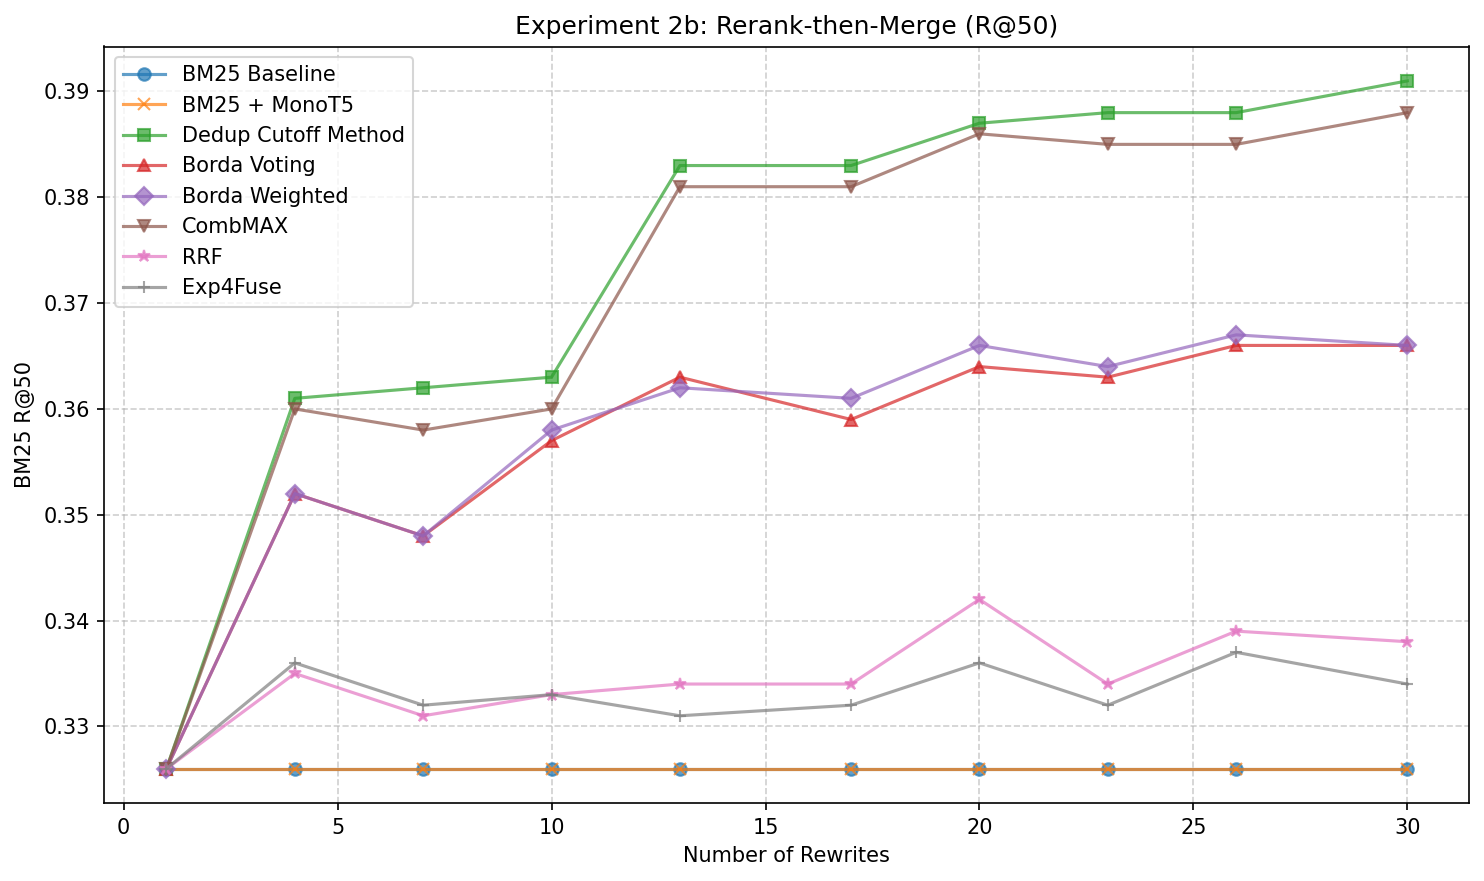 Experiment 2b: Rerank-then-Merge (R@50)
BM25 Baseline
BM25 + MonoT5
Dedup Cutoff Method
Borda Voting
Borda Weighted
CombMAX
RRF
Exp4Fuse
0.39
0.38
0.37
0.36
0.35
0.34
0.33
BM25 R@50
0 5 10 15 20 25 30
Number of Rewrites